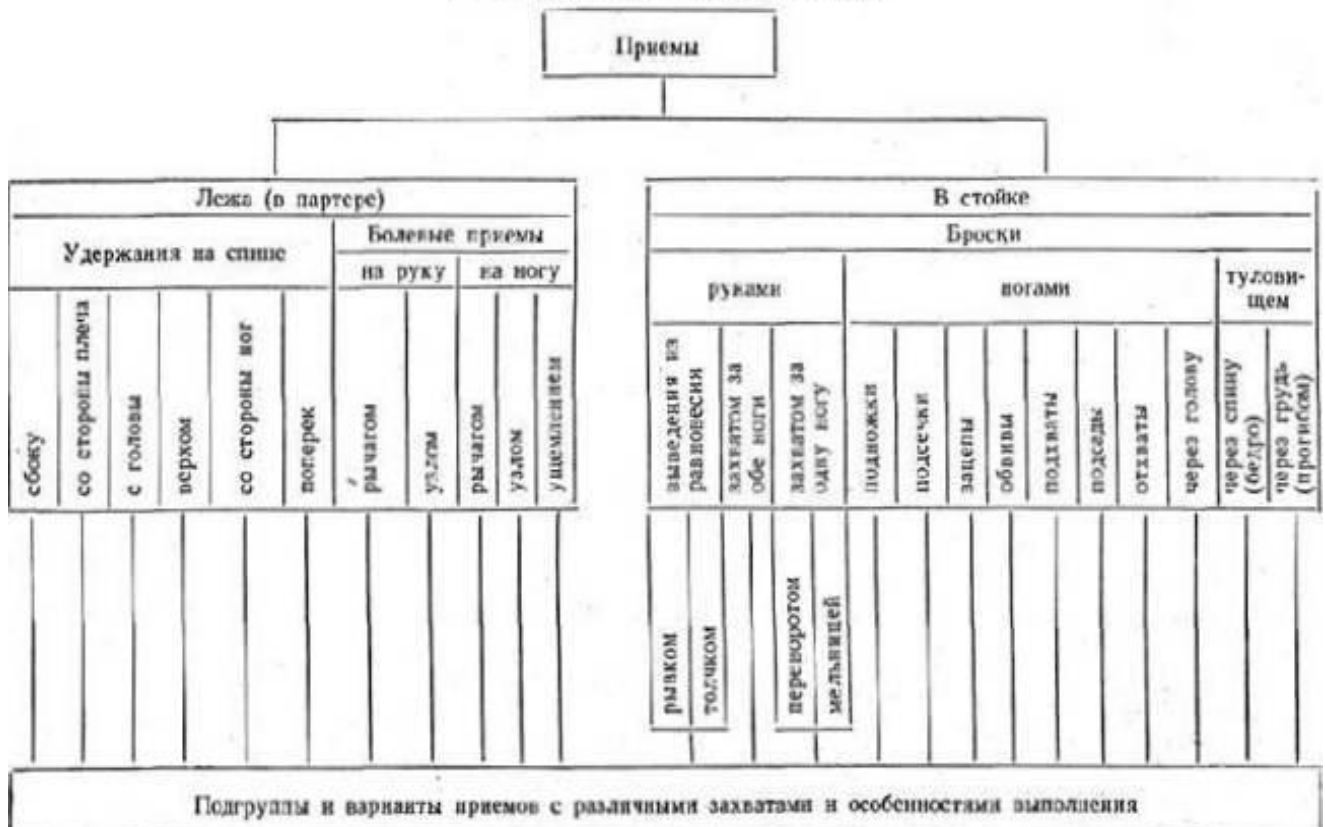 Приемы
Лежа (в партере)
Удержания на спине
Болевые приемы
на руку
на ногу
сбоку
со стороны плеча
с головы
верхом
со стороны ног
поперек
рычагом
узлом
рычагом
узлом
ущемлением
В стойке
Броски
руками
ногами
тулови-
щем
выведения из
равновесия
захватом за
обе ноги
захватом за
одну ногу
подножки
подсечки
зацепы
обвивы
подхваты
подсады
отхваты
через голову
через спину
(бедро)
через грудь
(прогибом)
рывком
толчком
переворотом
мельницей
Подгруппы и варианты приемов с различными захватами и особенностями выполнения